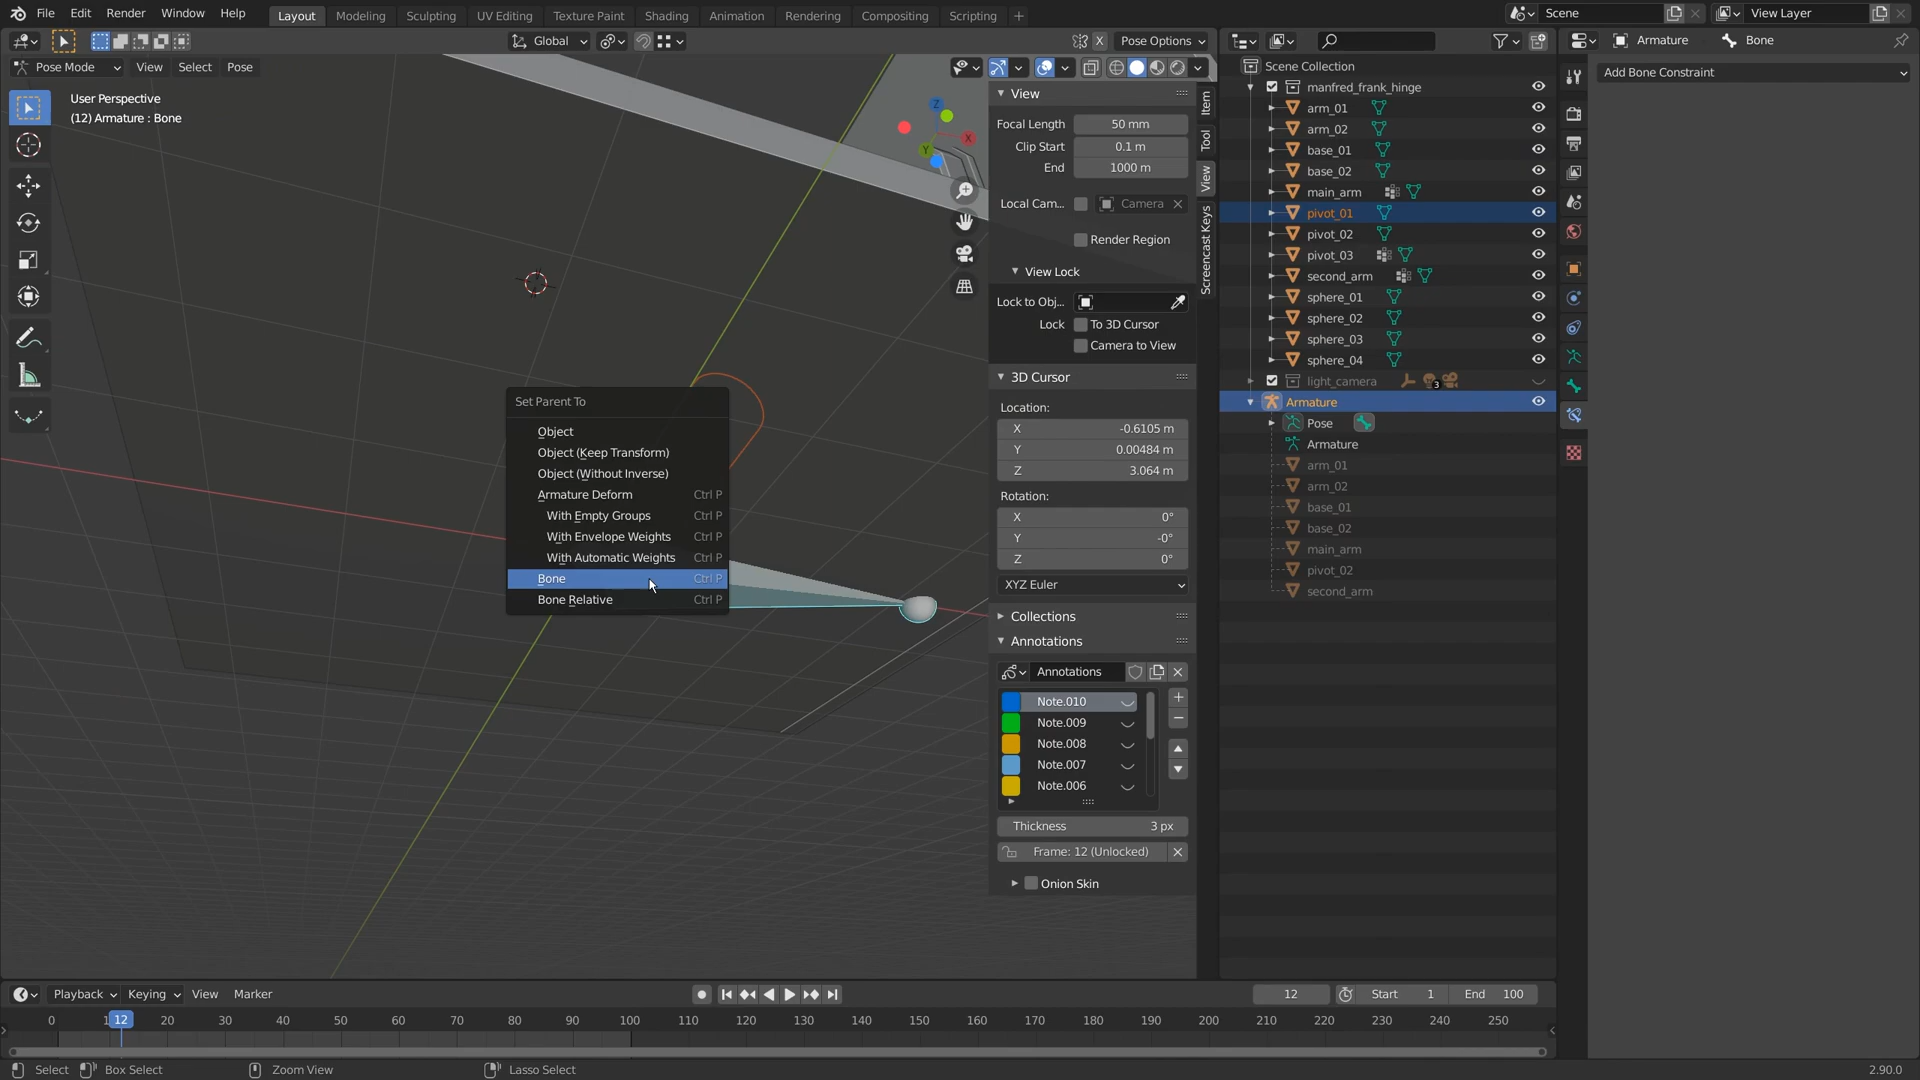 File Edit Render Window Help Layout Modeling Sculpting UV Editing Texture Paint Shading Animation Rendering Compositing Scripting + Scene View Layer
Global X Pose Options
Armature Bone
Pose Mode View Select Pose
User Perspective
(12) Armature : Bone
Z
X
Y
View
Focal Length 50 mm
Clip Start 0.1 m
End 1000 m
Local Cam... Camera
Render Region
View Lock
Lock to Obj...
Lock To 3D Cursor
Camera to View
3D Cursor
Location:
X -0.6105 m
Y 0.00484 m
Z 3.064 m
Rotation:
X 0°
Y -0°
Z 0°
XYZ Euler
Collections
Annotations
Annotations
Note.010
Note.009
Note.008
Note.007
Note.006
Thickness 3 px
Frame: 12 (Unlocked)
Onion Skin
Item
Tool
View
Screencast Keys
Set Parent To
Object
Object (Keep Transform)
Object (Without Inverse)
Armature Deform Ctrl P
With Empty Groups Ctrl P
With Envelope Weights Ctrl P
With Automatic Weights Ctrl P
Bone Ctrl P
Bone Relative Ctrl P
Scene Collection
manfred_frank_hinge
arm_01
arm_02
base_01
base_02
main_arm
pivot_01
pivot_02
pivot_03
second_arm
sphere_01
sphere_02
sphere_03
sphere_04
light_camera 3
Armature
Pose
Armature
arm_01
arm_02
base_01
base_02
main_arm
pivot_02
second_arm
Add Bone Constraint
Playback Keying View Marker 12 Start 1 End 100
0 1 12 20 30 40 50 60 70 80 90 100 110 120 130 140 150 160 170 180 190 200 210 220 230 240 250
Select Box Select Zoom View Lasso Select 2.90.0